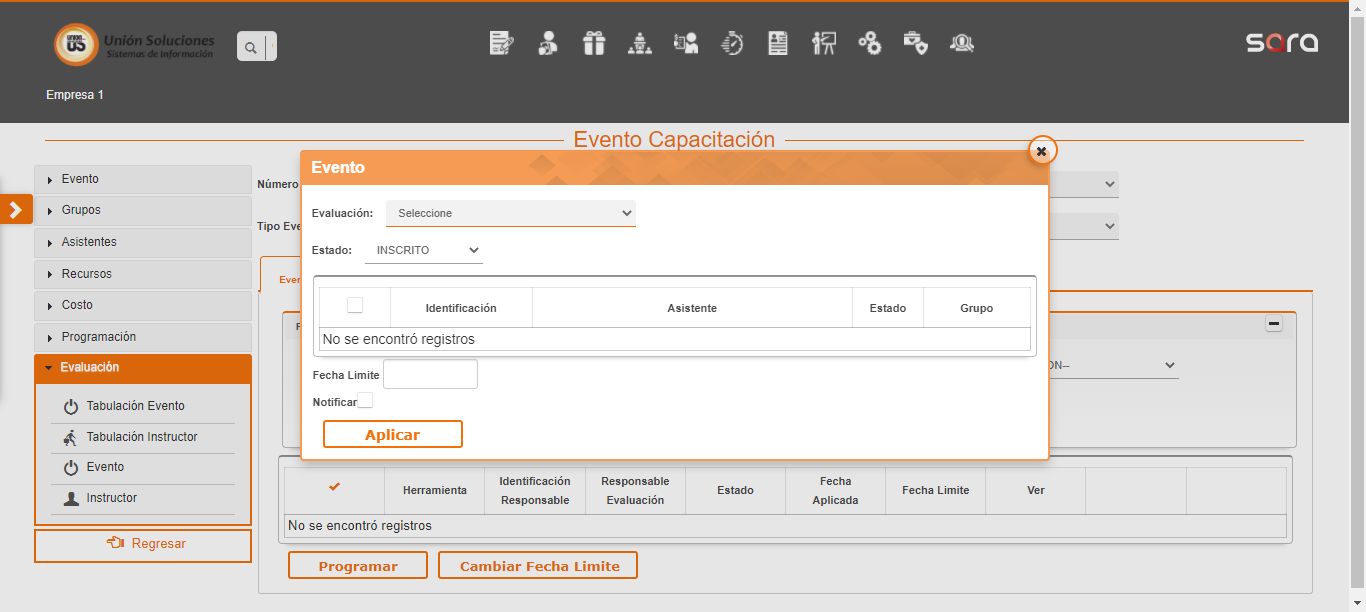 Unión Soluciones
Sistemas de Información
sara
Empresa 1
Evento Capacitación
Evento
Grupos
Asistentes
Recursos
Costo
Programación
Evaluación
Tabulación Evento
Tabulación Instructor
Evento
Instructor
Regresar
Número
Tipo Eve
Even
Evento
Evaluación: Seleccione
Estado: INSCRITO
Identificación Asistente Estado Grupo
No se encontró registros
Fecha Limite
Notificar
Aplicar
ON--
Herramienta Identificación Responsable Responsable Evaluación Estado Fecha Aplicada Fecha Limite Ver
No se encontró registros
Programar Cambiar Fecha Limite